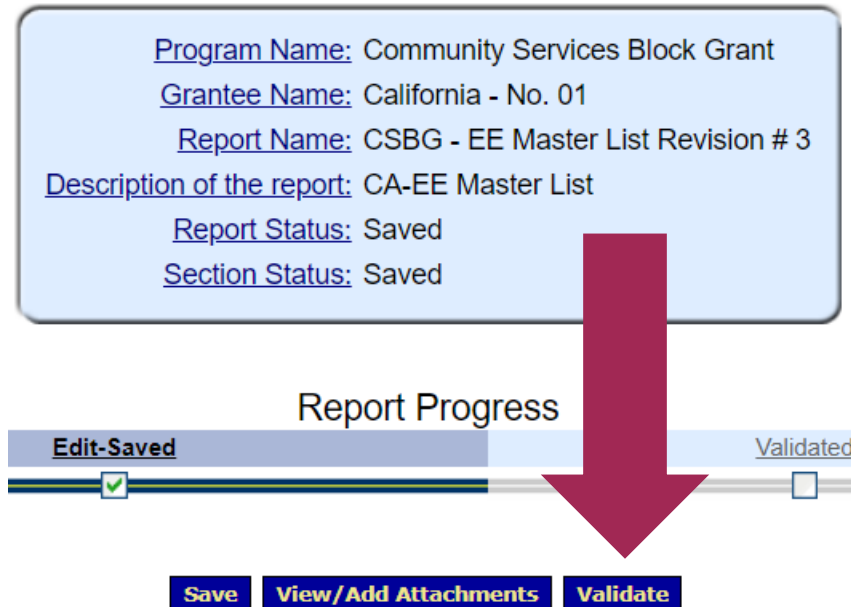 Program Name: Community Services Block Grant
Grantee Name: California - No. 01
Report Name: CSBG - EE Master List Revision # 3
Description of the report: CA-EE Master List
Report Status: Saved
Section Status: Saved
Report Progress
Edit-Saved Validated
Save View/Add Attachments Validate